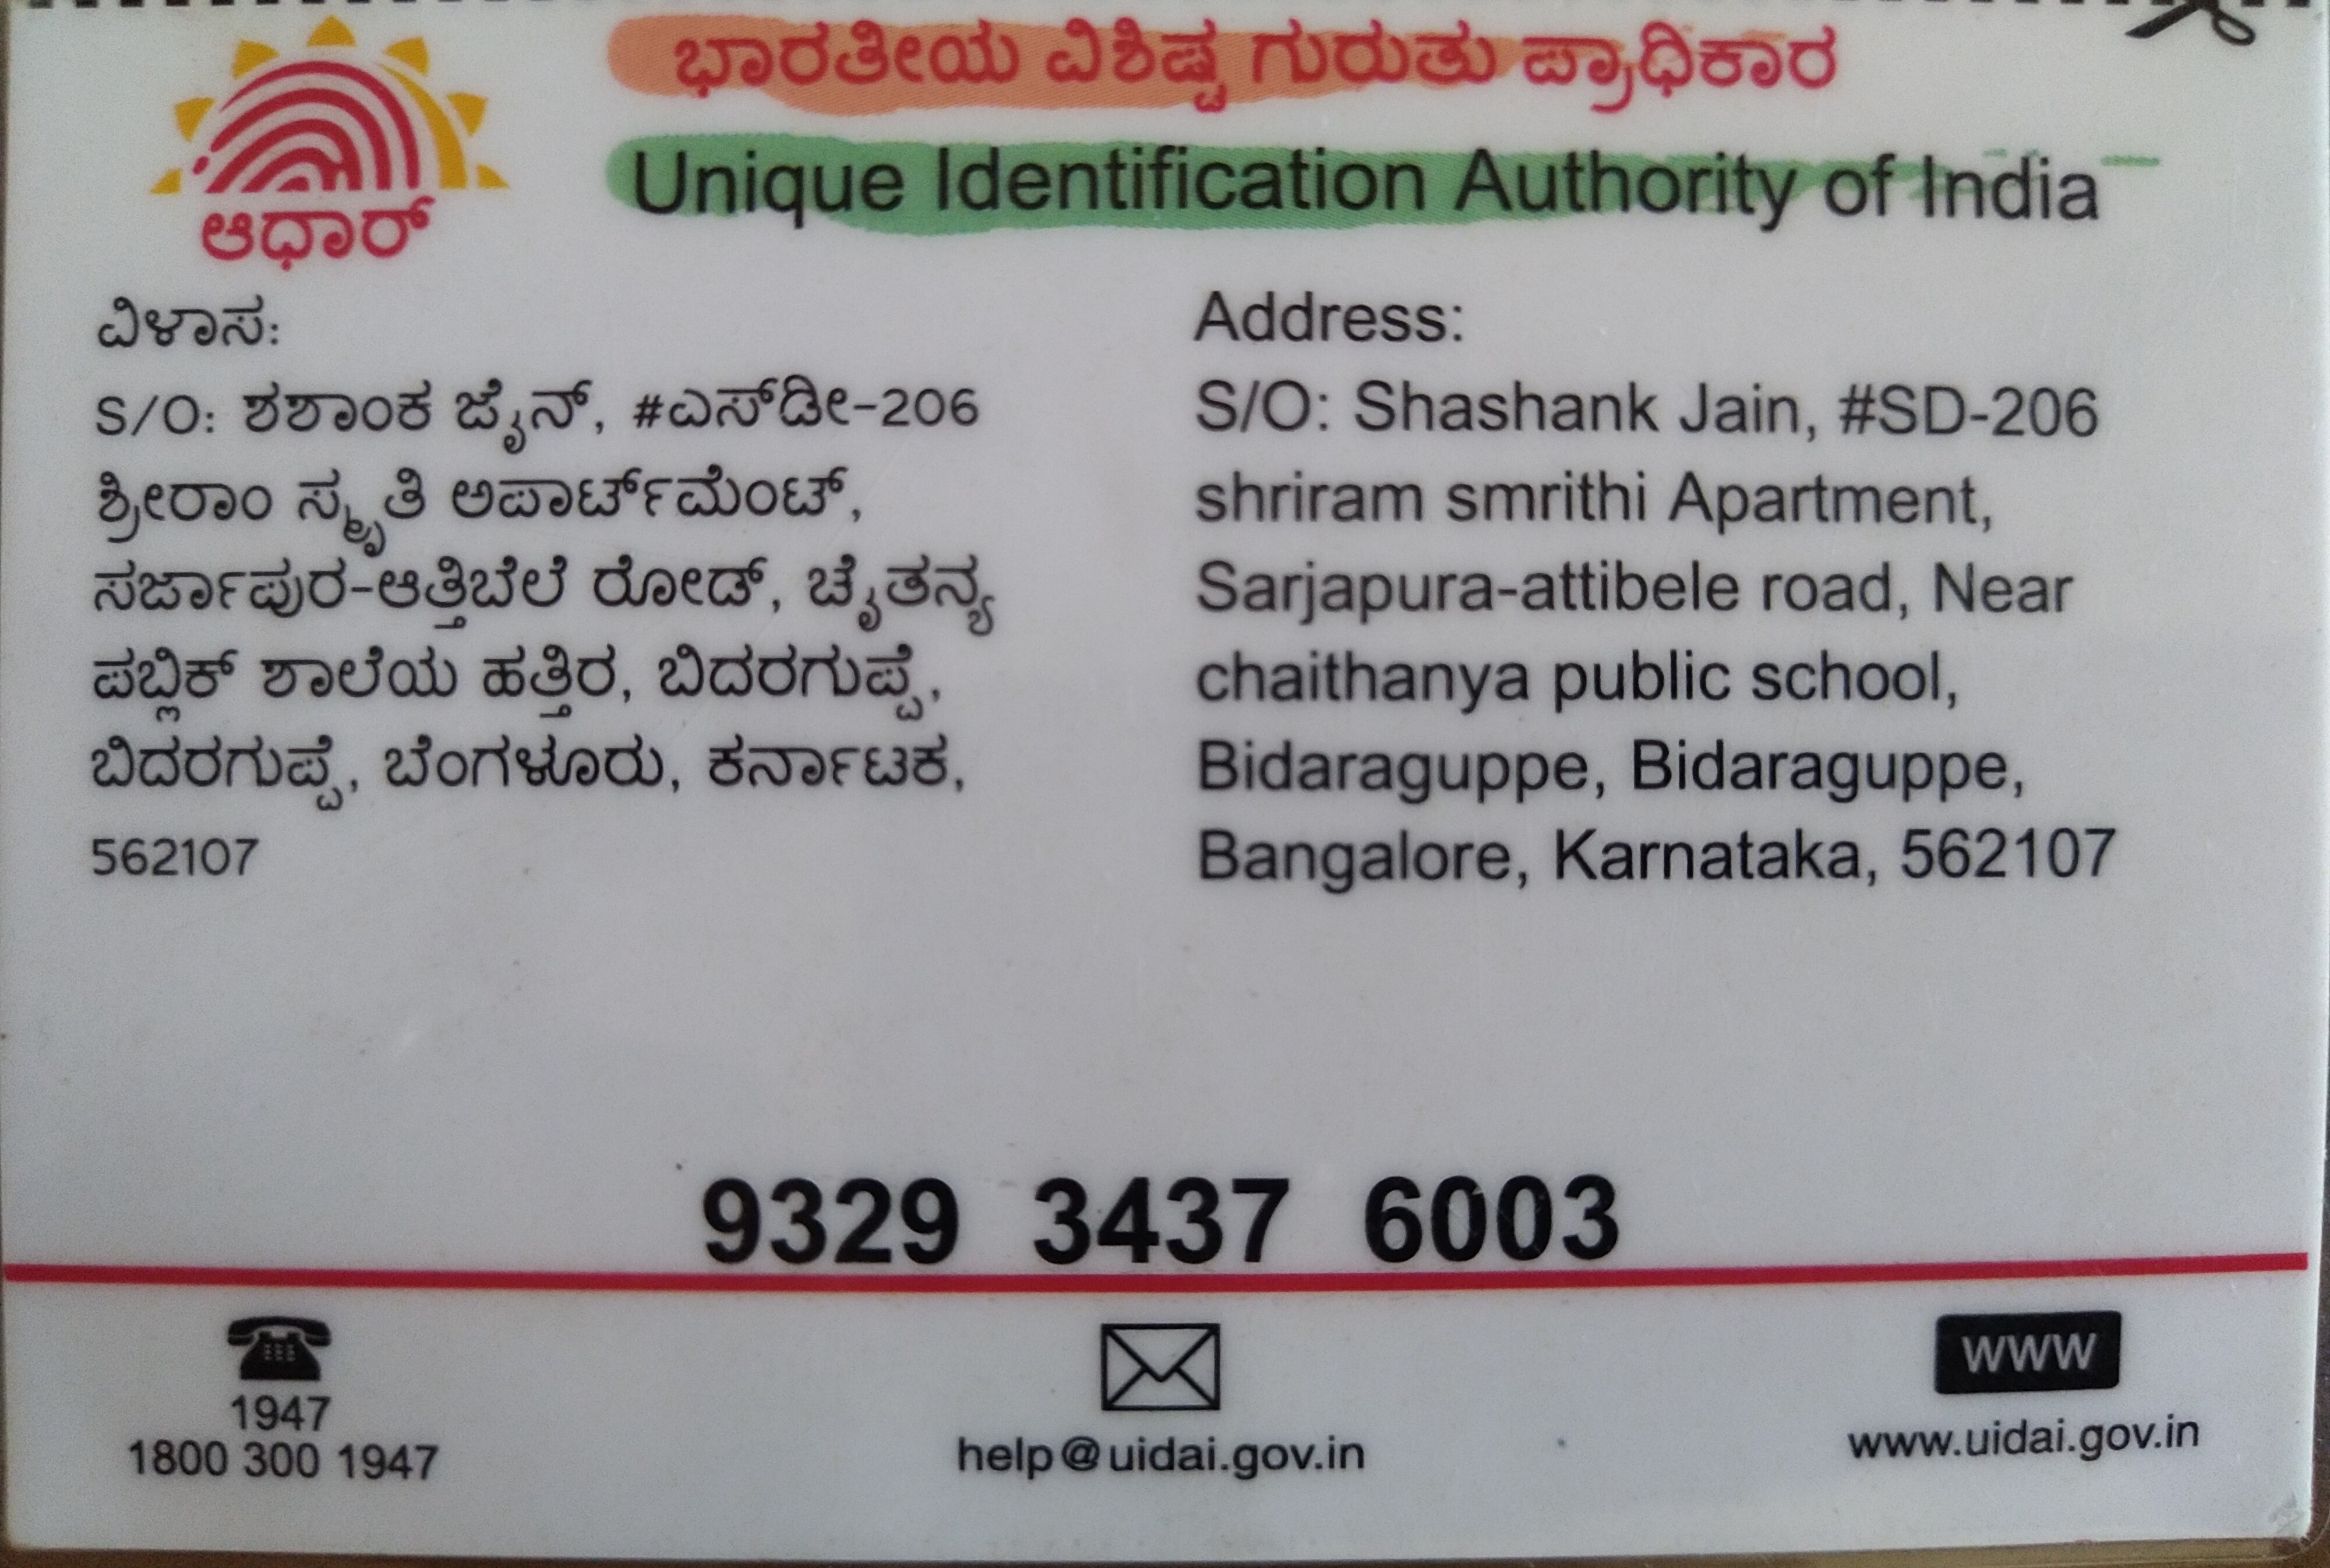 ಭಾರತೀಯ ವಿಶಿಷ್ಟ ಗುರುತು ಪ್ರಾಧಿಕಾರ
Unique Identification Authority of India
ಆಧಾರ್
ವಿಳಾಸ:
S/O: ಶಶಾಂಕ ಜೈನ್, #ಎಸ್‌ಡೀ-206
ಶ್ರೀರಾಂ ಸ್ಮೃತಿ ಅಪಾರ್ಟ್‌ಮೆಂಟ್,
ಸರ್ಜಾಪುರ-ಆತ್ತಿಬೆಲೆ ರೋಡ್, ಚೈತನ್ಯ
ಪಬ್ಲಿಕ್ ಶಾಲೆಯ ಹತ್ತಿರ, ಬಿದರಗುಪ್ಪೆ,
ಬಿದರಗುಪ್ಪೆ, ಬೆಂಗಳೂರು, ಕರ್ನಾಟಕ,
562107
Address:
S/O: Shashank Jain, #SD-206
shriram smrithi Apartment,
Sarjapura-attibele road, Near
chaithanya public school,
Bidaraguppe, Bidaraguppe,
Bangalore, Karnataka, 562107
9329 3437 6003
1947
1800 300 1947
help@uidai.gov.in
www
www.uidai.gov.in